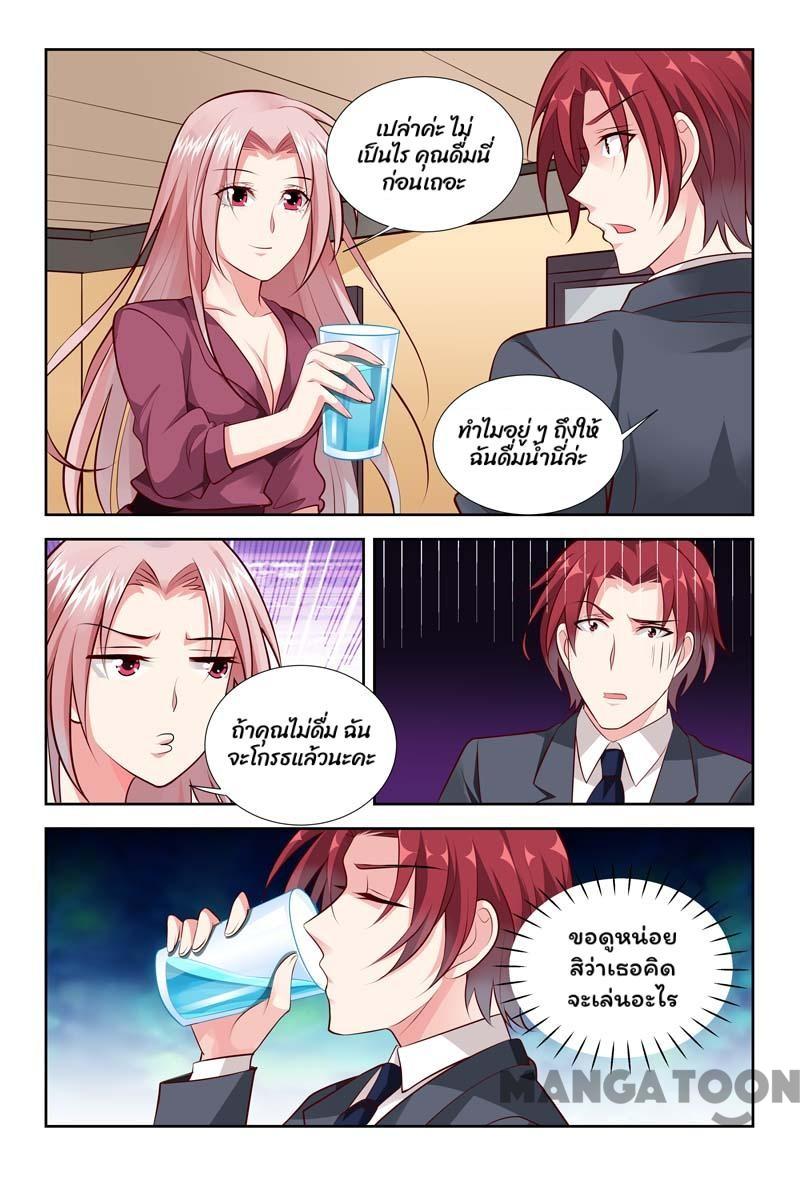 เปล่าค่ะ ไม่
เป็นไร คุณดื่มนี่
ก่อนเถอะ
ทำไมอยู่ ๆ ถึงให้
ฉันดื่มน้ำนี่ล่ะ
ถ้าคุณไม่ดื่ม ฉัน
จะโกรธแล้วนะคะ
ขอดูหน่อย
สิว่าเธอคิด
จะเล่นอะไร
MANGATOON